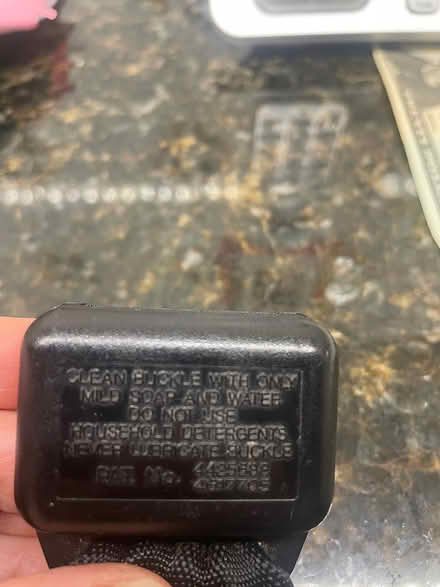 CLEAN BUCKLE WITH ONLY
MILD SOAP AND WATER
DO NOT USE
HOUSEHOLD DETERGENTS
NEVER LUBRICATE BUCKLE
PAT. No.